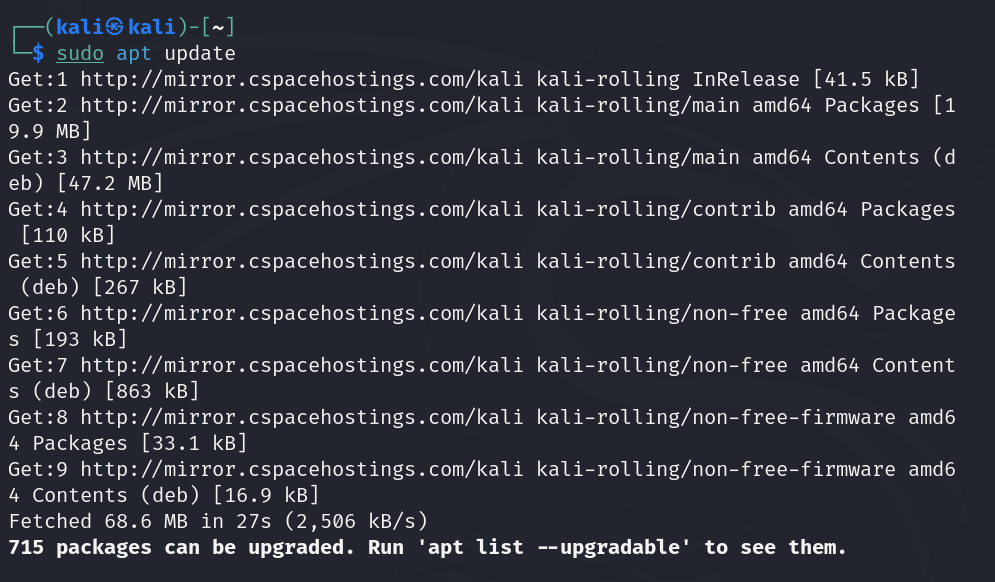 ┌──(kali㉿kali)-[~]
└─$ sudo apt update
Get:1 http://mirror.cspacehostings.com/kali kali-rolling InRelease [41.5 kB]
Get:2 http://mirror.cspacehostings.com/kali kali-rolling/main amd64 Packages [1
9.9 MB]
Get:3 http://mirror.cspacehostings.com/kali kali-rolling/main amd64 Contents (d
eb) [47.2 MB]
Get:4 http://mirror.cspacehostings.com/kali kali-rolling/contrib amd64 Packages
 [110 kB]
Get:5 http://mirror.cspacehostings.com/kali kali-rolling/contrib amd64 Contents
 (deb) [267 kB]
Get:6 http://mirror.cspacehostings.com/kali kali-rolling/non-free amd64 Package
s [193 kB]
Get:7 http://mirror.cspacehostings.com/kali kali-rolling/non-free amd64 Content
s (deb) [863 kB]
Get:8 http://mirror.cspacehostings.com/kali kali-rolling/non-free-firmware amd6
4 Packages [33.1 kB]
Get:9 http://mirror.cspacehostings.com/kali kali-rolling/non-free-firmware amd6
4 Contents (deb) [16.9 kB]
Fetched 68.6 MB in 27s (2,506 kB/s)
715 packages can be upgraded. Run 'apt list --upgradable' to see them.